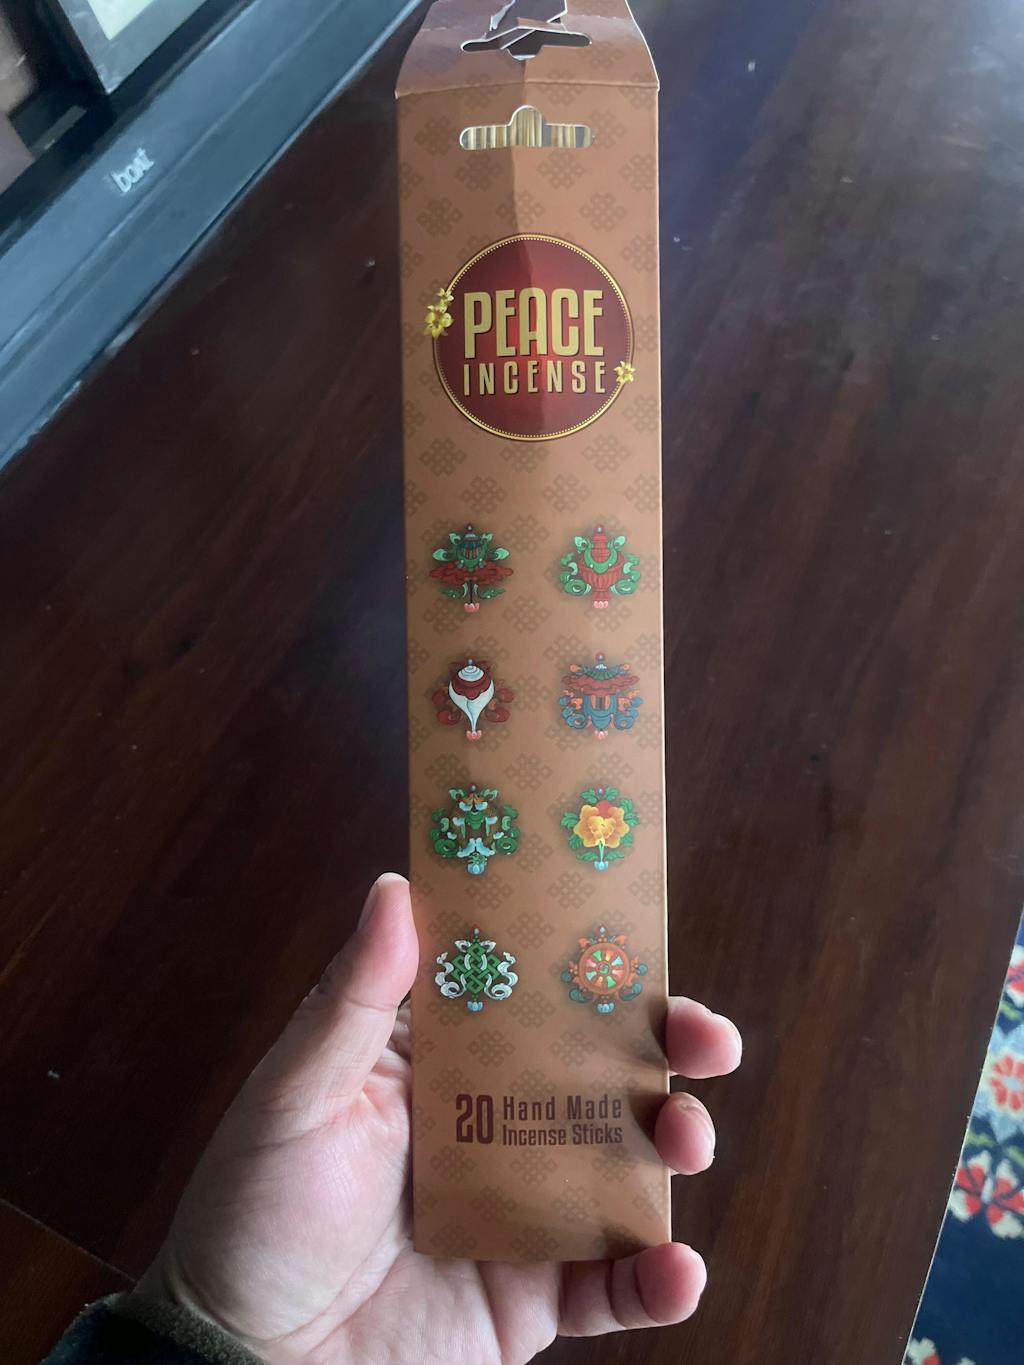 boat
PEACE
INCENSE
20 Hand Made
Incense Sticks